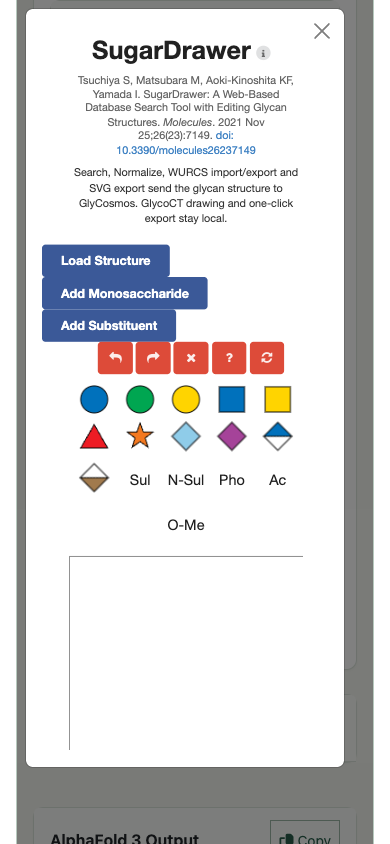 SugarDrawer i
Tsuchiya S, Matsubara M, Aoki-Kinoshita KF,
Yamada I. SugarDrawer: A Web-Based
Database Search Tool with Editing Glycan
Structures. Molecules. 2021 Nov
25;26(23):7149. doi:
10.3390/molecules26237149
Search, Normalize, WURCS import/export and
SVG export send the glycan structure to
GlyCosmos. GlycoCT drawing and one-click
export stay local.
Load Structure
Add Monosaccharide
Add Substituent
?
Sul N-Sul Pho Ac
O-Me
AlphaFold 3 Output Copy